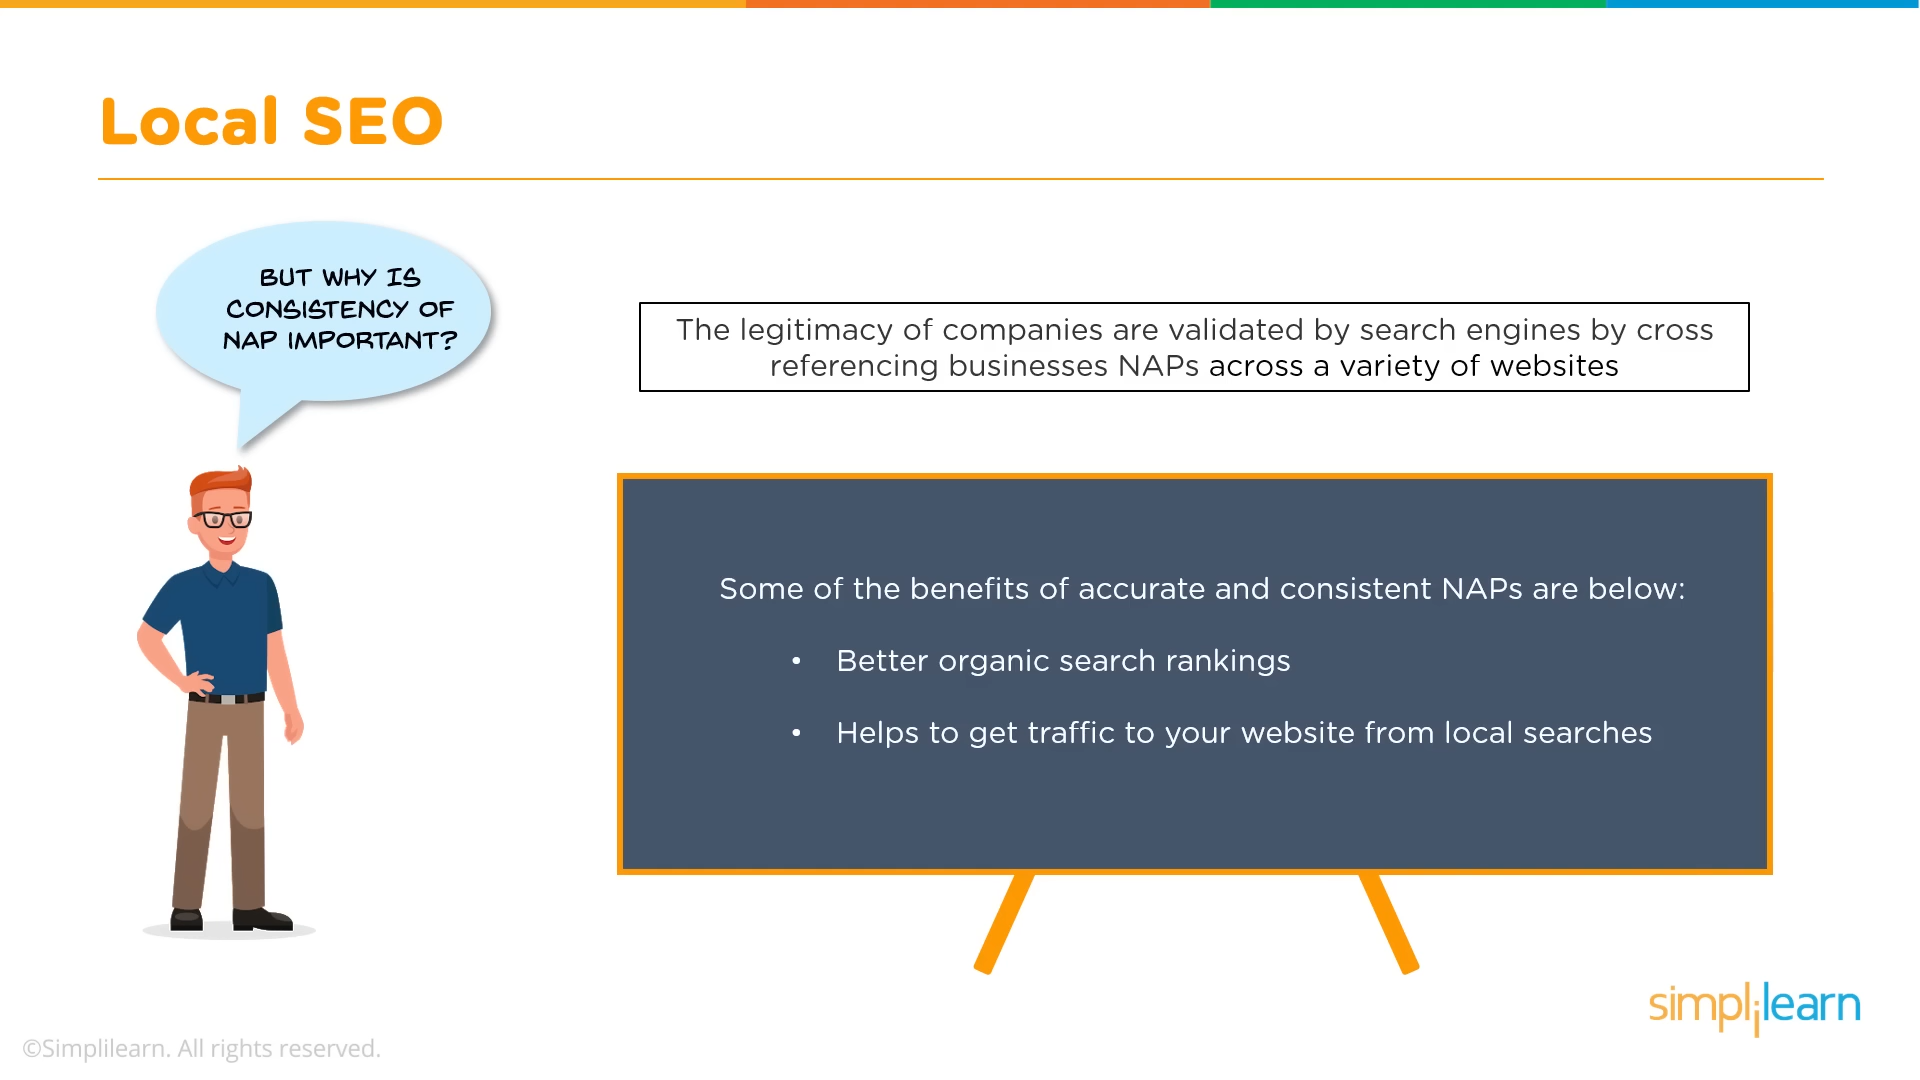 Local SEO
BUT WHY IS
CONSISTENCY OF
NAP IMPORTANT?
The legitimacy of companies are validated by search engines by cross
referencing businesses NAPs across a variety of websites
Some of the benefits of accurate and consistent NAPs are below:
• Better organic search rankings
• Helps to get traffic to your website from local searches
simplilearn
©Simplilearn. All rights reserved.